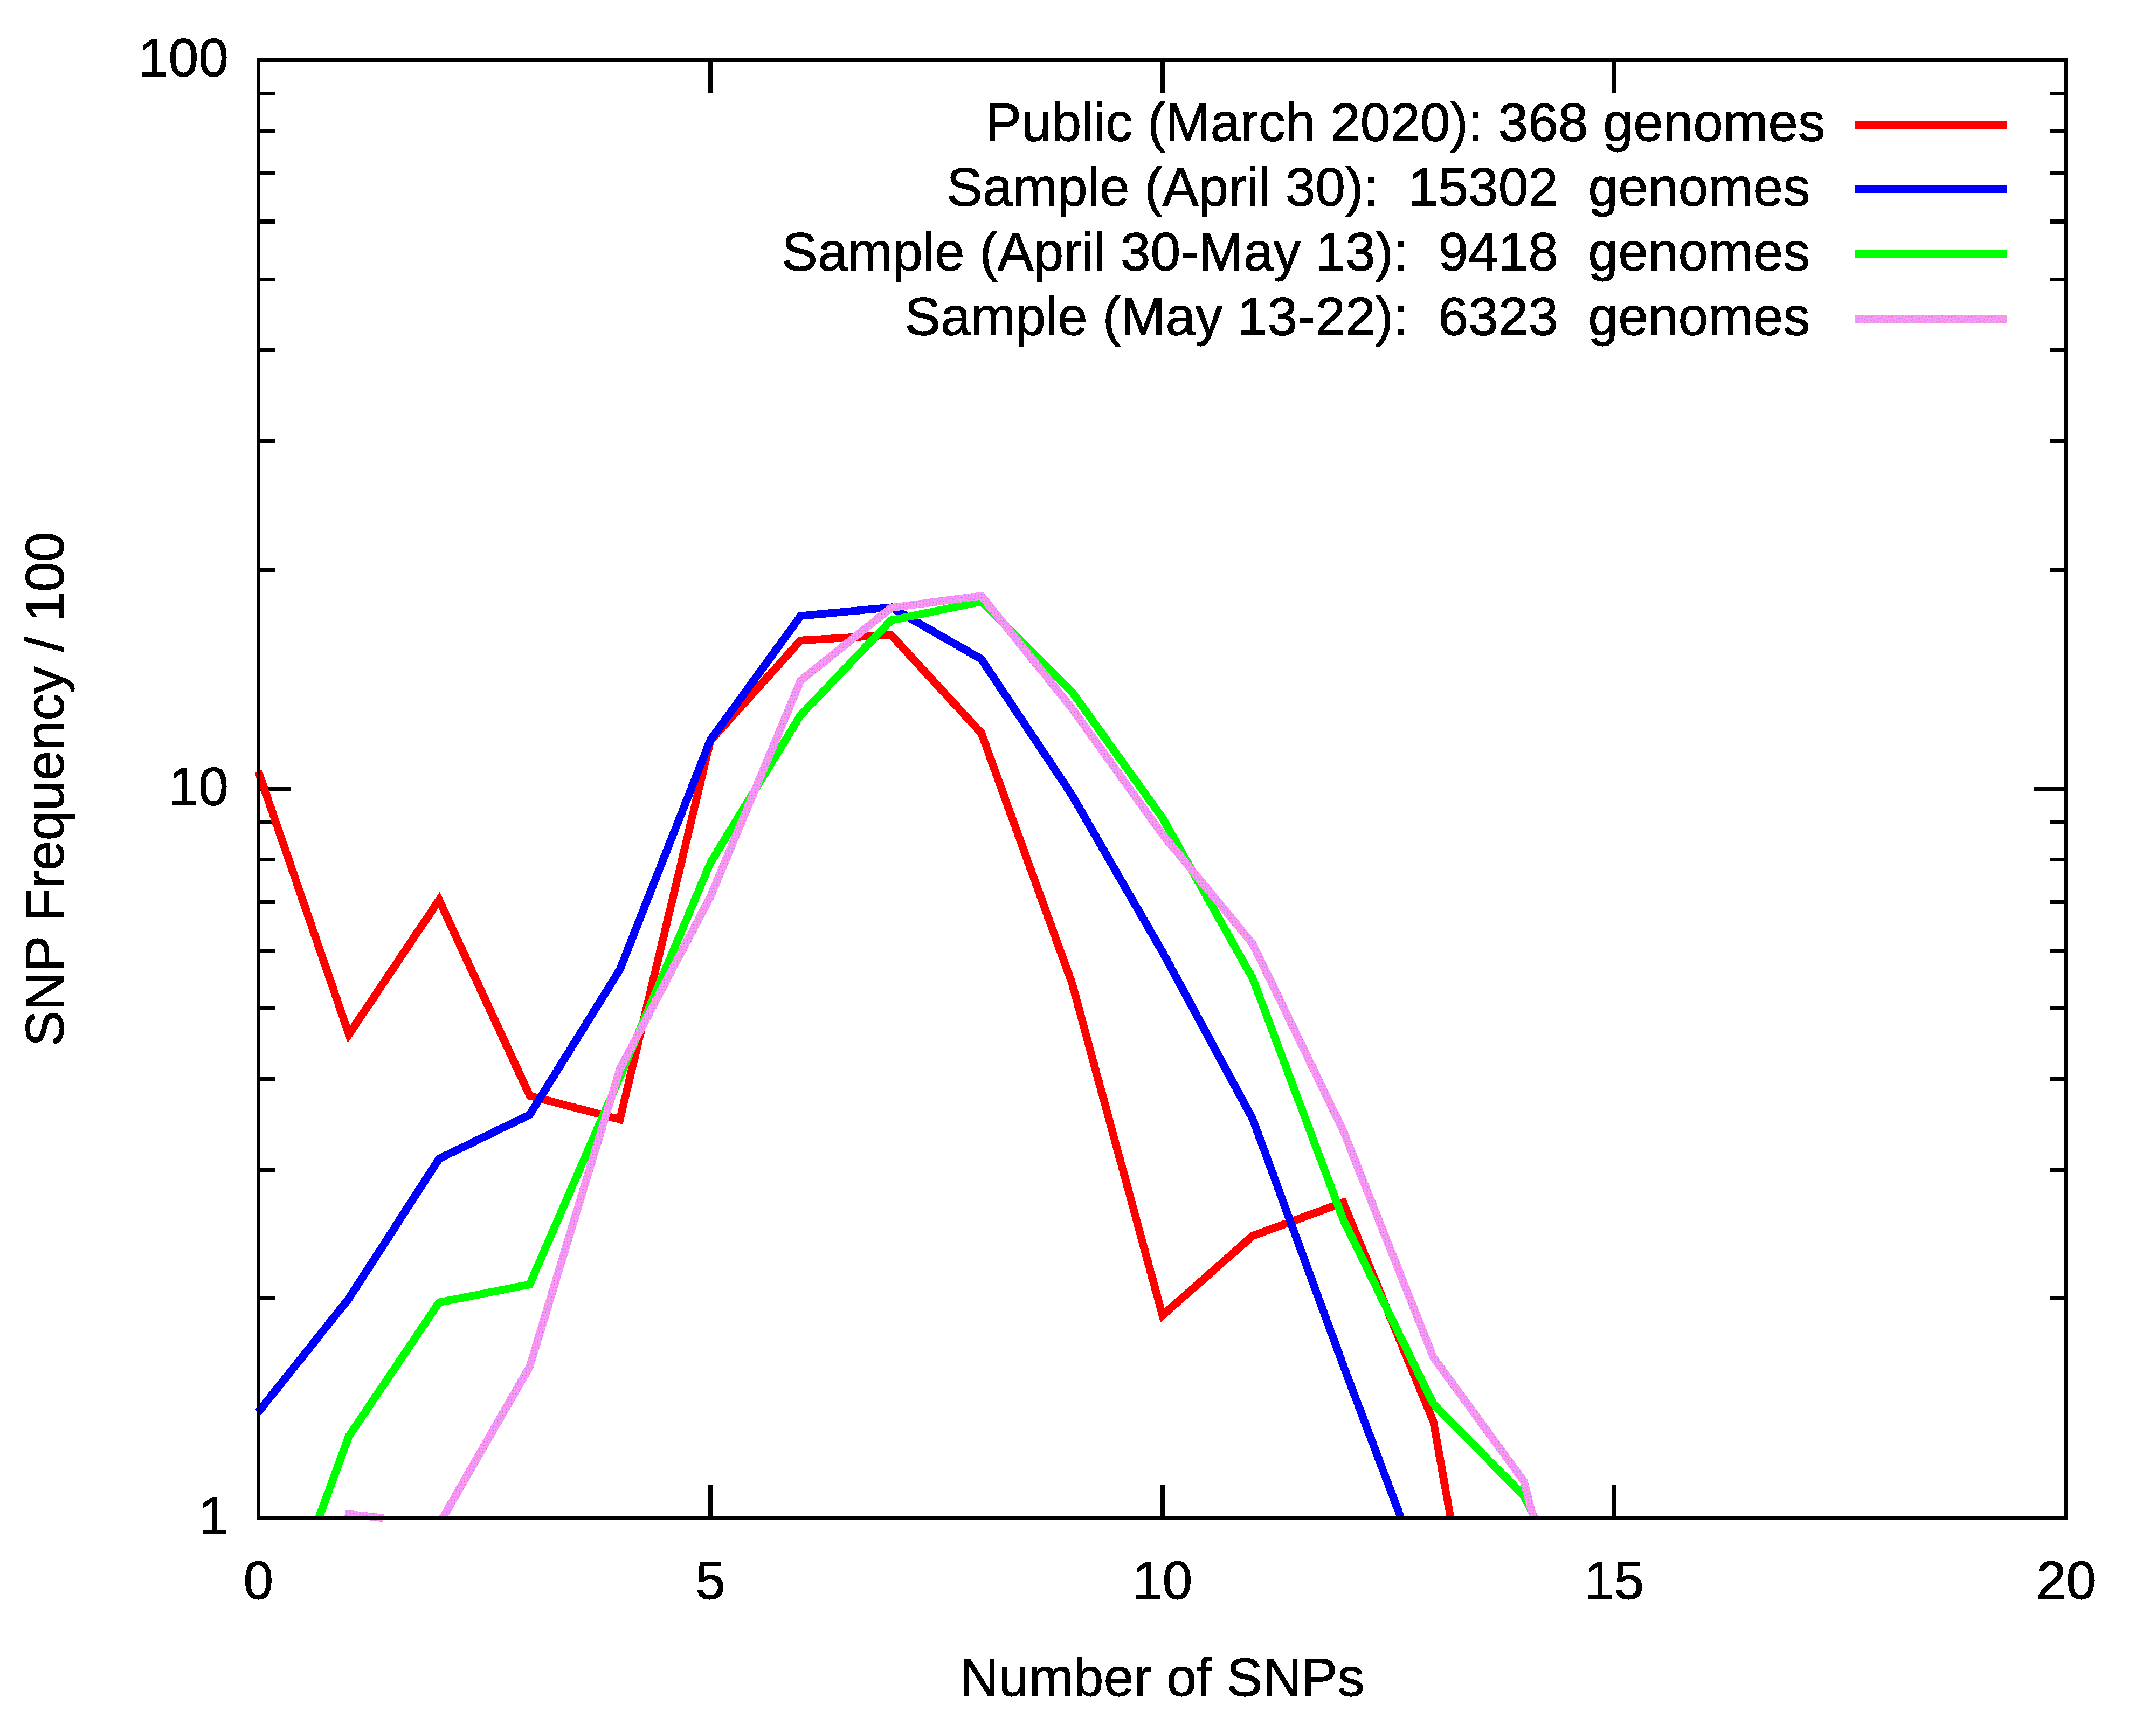 100
Public (March 2020): 368 genomes
Sample (April 30):  15302  genomes
Sample (April 30-May 13):  9418  genomes
Sample (May 13-22):  6323  genomes
SNP Frequency / 100
10
1
0 5 10 15 20
Number of SNPs